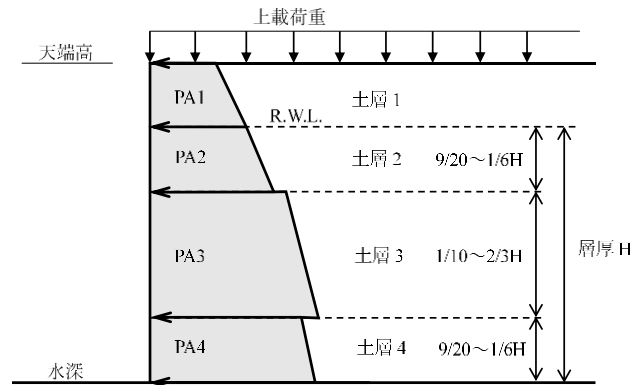 上載荷重
天端高
PA1
土層 1
R.W.L.
PA2
土層 2
9/20～1/6H
PA3
土層 3
1/10～2/3H
層厚 H
PA4
土層 4
9/20～1/6H
水深